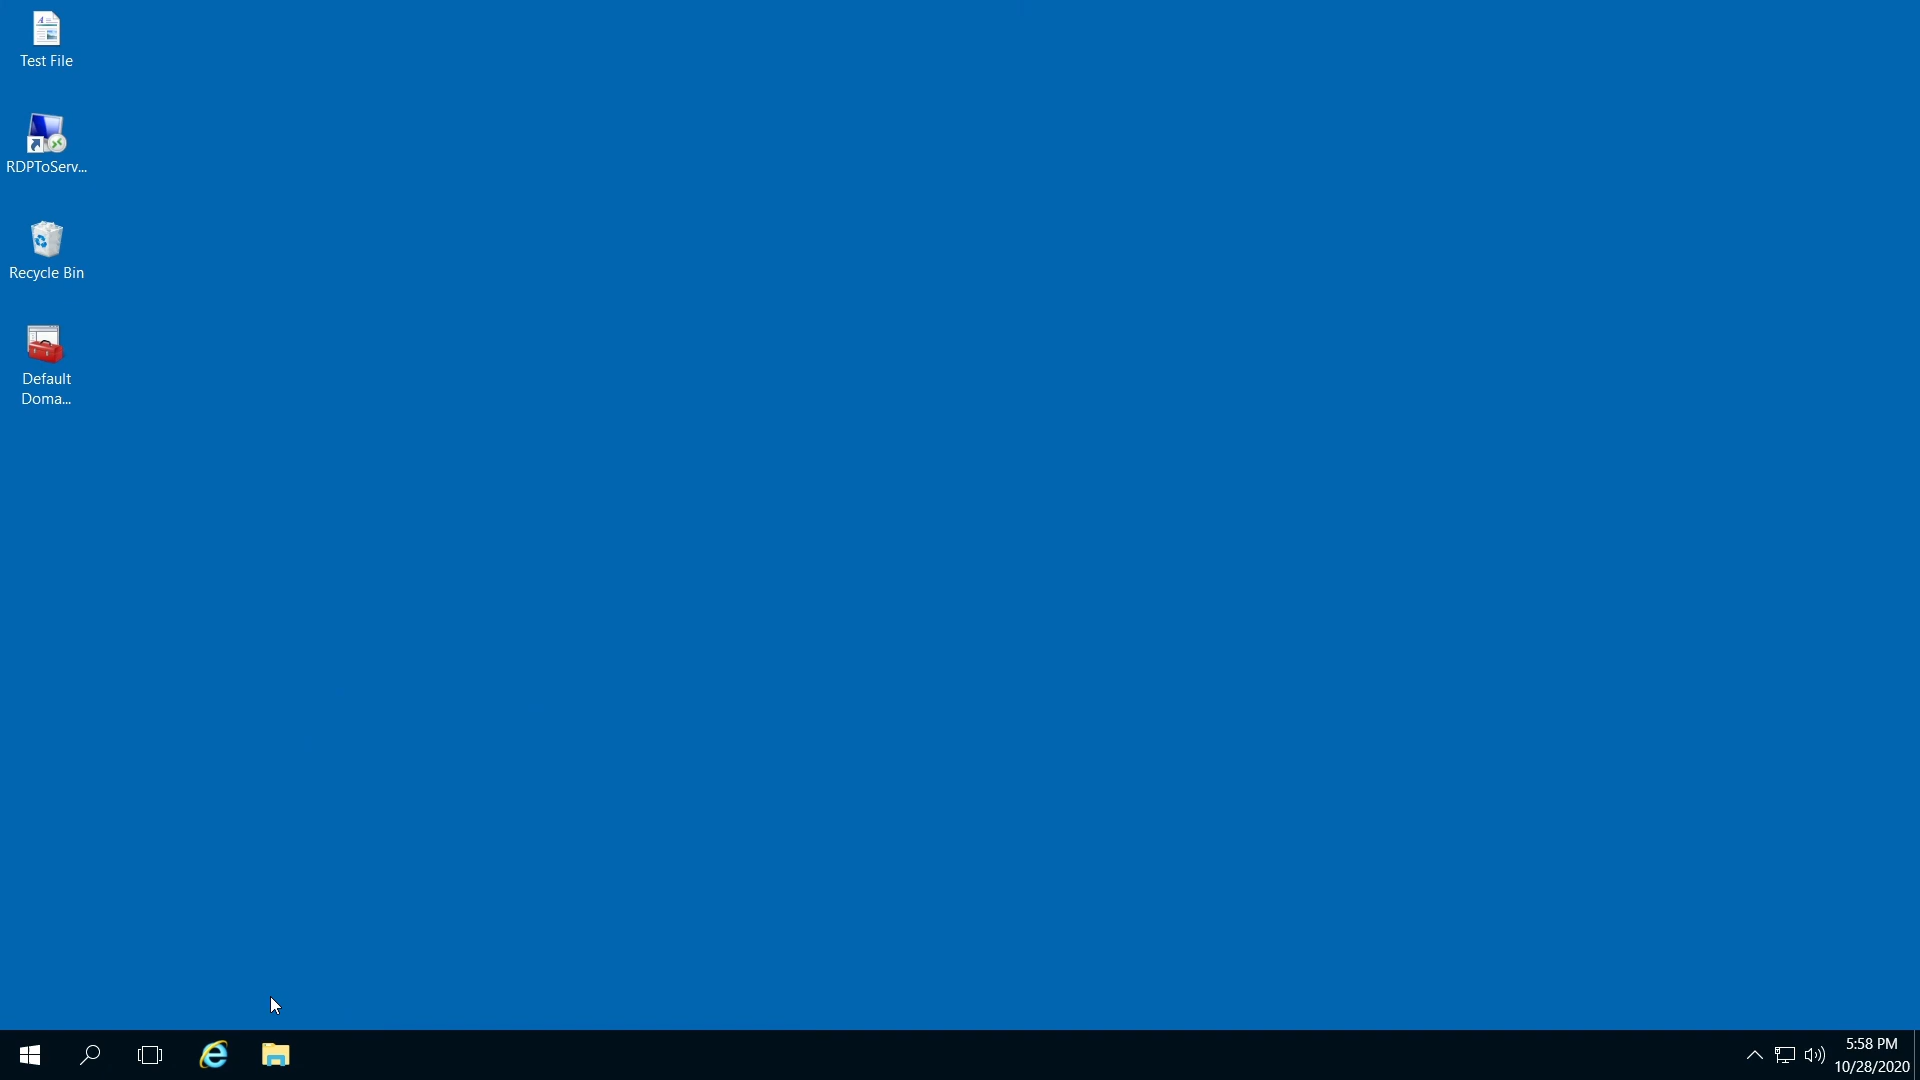 Test File
RDPToServ...
Recycle Bin
Default
Doma...
5:58 PM
10/28/2020